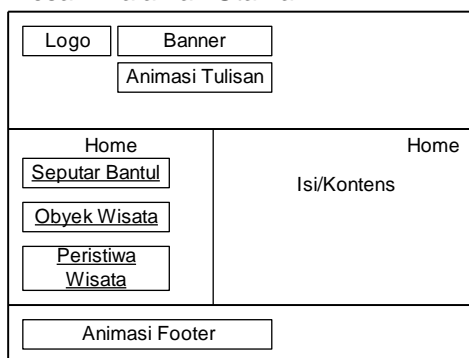 Logo
Banner
Animasi Tulisan
Home
Seputar Bantul
Obyek Wisata
Peristiwa
Wisata
Home
Isi/Kontens
Animasi Footer